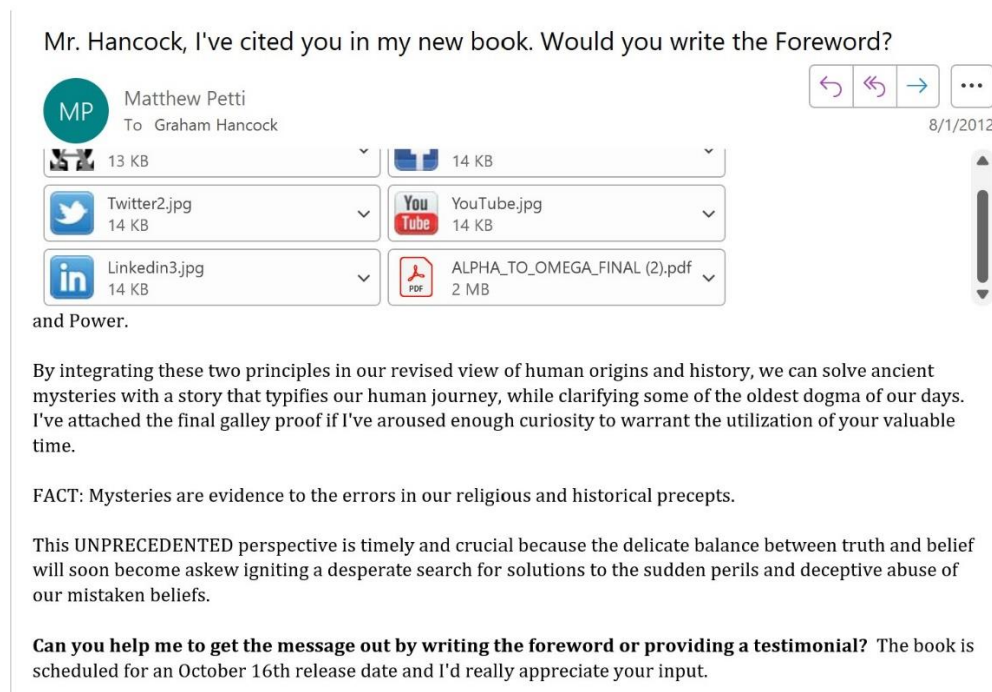 Mr. Hancock, I've cited you in my new book. Would you write the Foreword?
MP
Matthew Petti
To Graham Hancock
8/1/2012
13 KB
14 KB
Twitter2.jpg
14 KB
You
Tube
YouTube.jpg
14 KB
in
Linkedin3.jpg
14 KB
PDF
ALPHA_TO_OMEGA_FINAL (2).pdf
2 MB
and Power.
By integrating these two principles in our revised view of human origins and history, we can solve ancient
mysteries with a story that typifies our human journey, while clarifying some of the oldest dogma of our days.
I've attached the final galley proof if I've aroused enough curiosity to warrant the utilization of your valuable
time.
FACT: Mysteries are evidence to the errors in our religious and historical precepts.
This UNPRECEDENTED perspective is timely and crucial because the delicate balance between truth and belief
will soon become askew igniting a desperate search for solutions to the sudden perils and deceptive abuse of
our mistaken beliefs.
Can you help me to get the message out by writing the foreword or providing a testimonial? The book is
scheduled for an October 16th release date and I'd really appreciate your input.